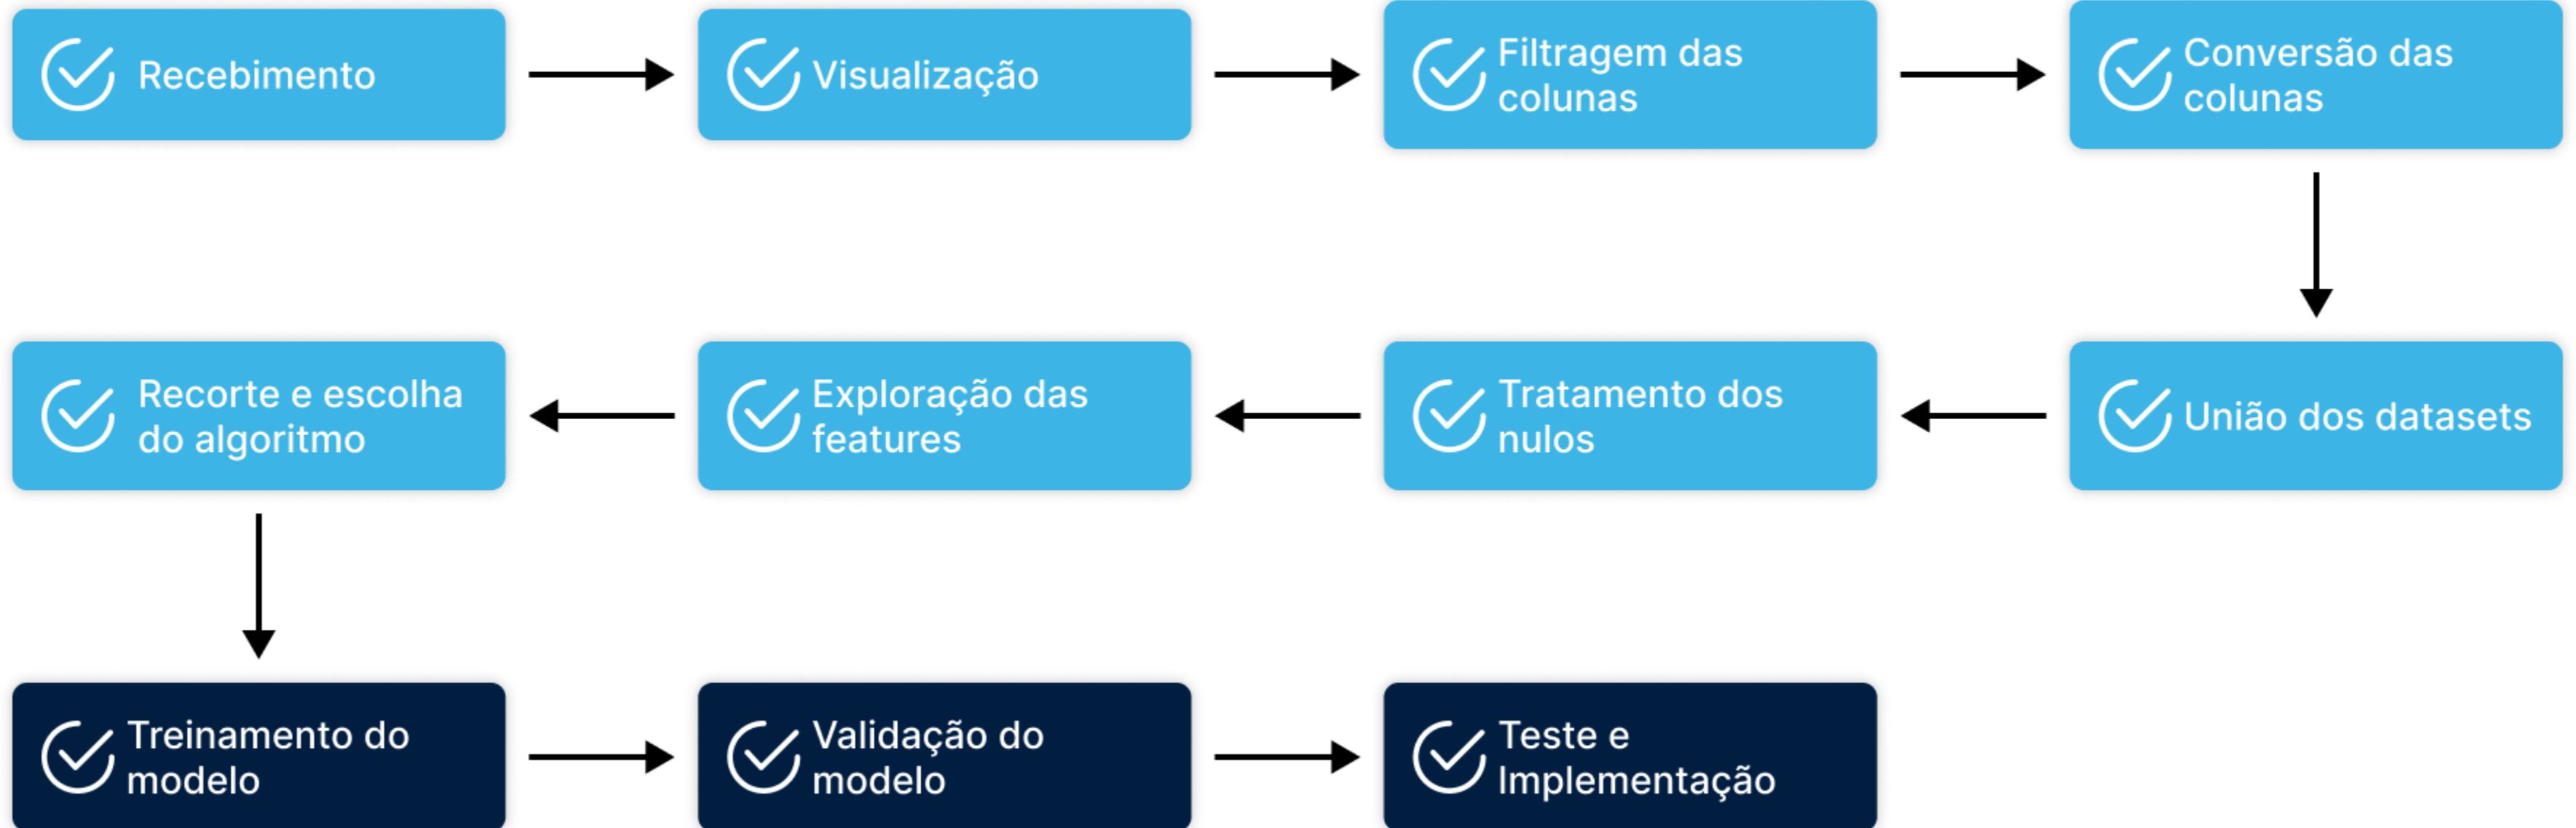 Recebimento
Visualização
Filtragem das
colunas
Conversão das
colunas
União dos datasets
Tratamento dos
nulos
Exploração das
features
Recorte e escolha
do algoritmo
Treinamento do
modelo
Validação do
modelo
Teste e
Implementação